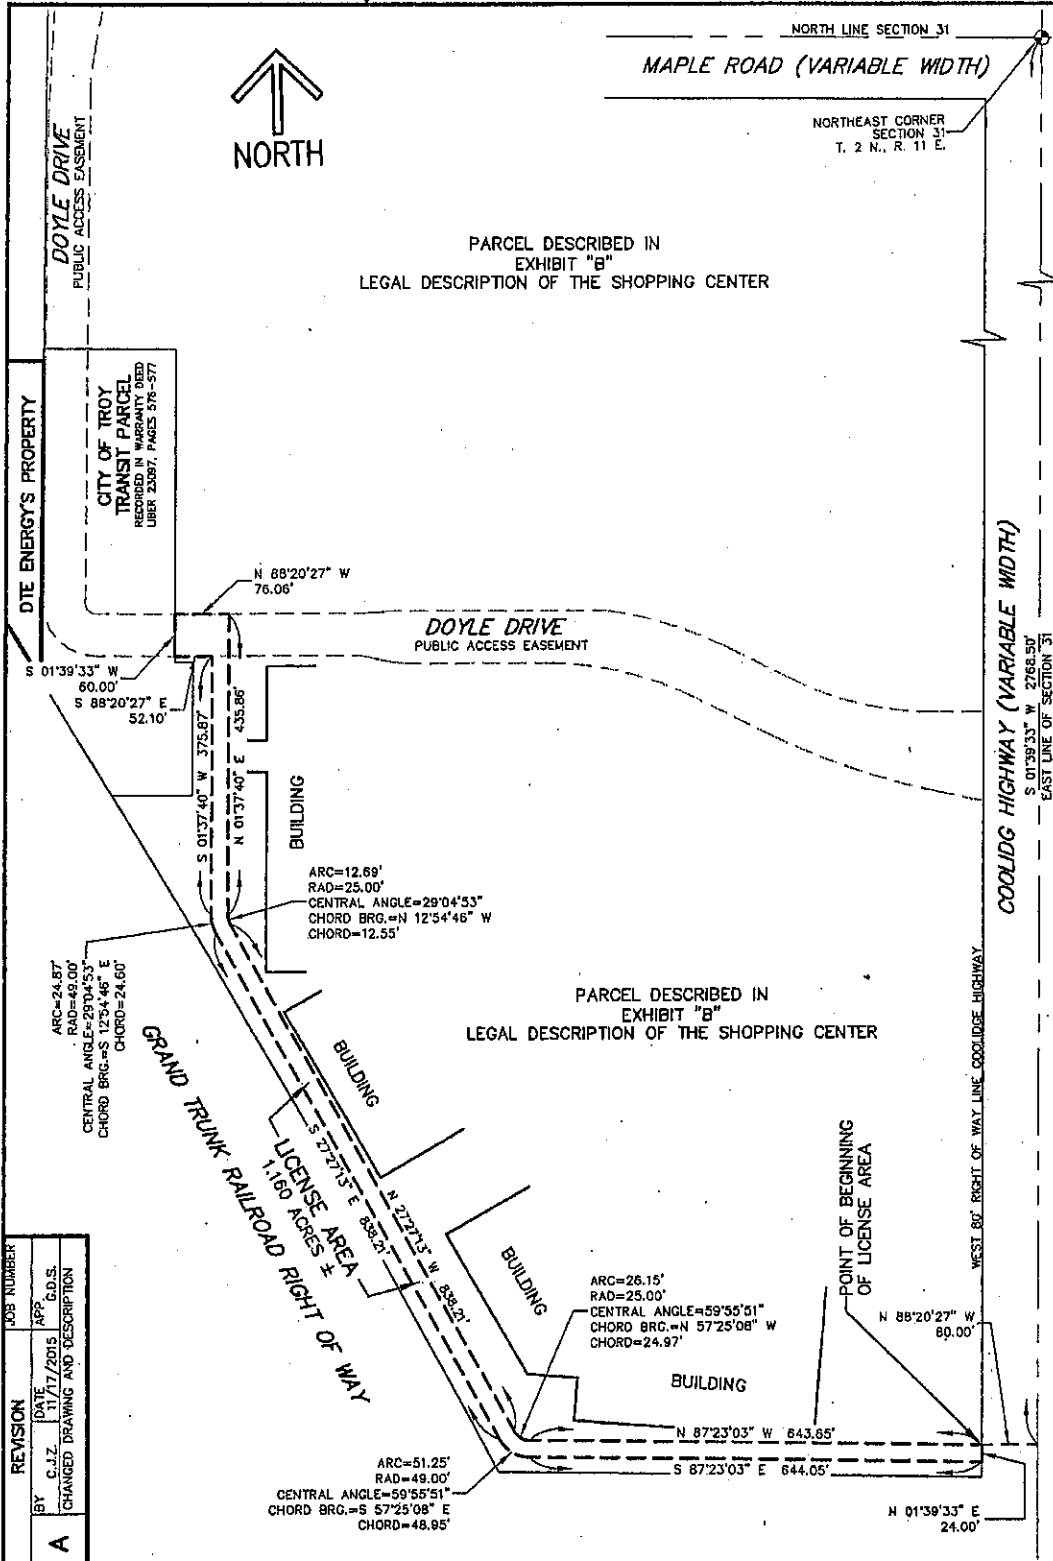 NORTH LINE SECTION 31
MAPLE ROAD (VARIABLE WIDTH)
NORTHEAST CORNER
SECTION 31
T. 2 N., R. 11 E.
NORTH
DOYLE DRIVE
PUBLIC ACCESS EASEMENT
PARCEL DESCRIBED IN
EXHIBIT "B"
LEGAL DESCRIPTION OF THE SHOPPING CENTER
DTE ENERGY'S PROPERTY
CITY OF TROY
TRANSIT PARCEL
RECORDED IN WARRANTY DEED
LIBER 23097, PAGES 576-577
N 88°20'27" W
76.06'
DOYLE DRIVE
PUBLIC ACCESS EASEMENT
S 01°39'33" W
60.00'
S 88°20'27" E
52.10'
S 01°37'40" W 375.87'
N 01°37'40" E 435.86'
BUILDING
COOLIDG HIGHWAY (VARIABLE WIDTH)
S 01°39'33" W 2768.50'
EAST LINE OF SECTION 31
ARC=12.69'
RAD=25.00'
CENTRAL ANGLE=29°04'53"
CHORD BRG.=N 12°54'46" W
CHORD=12.55'
ARC=24.87'
RAD=49.00'
CENTRAL ANGLE=29°04'53"
CHORD BRG.=S 12°54'46" E
CHORD=24.60'
PARCEL DESCRIBED IN
EXHIBIT "B"
LEGAL DESCRIPTION OF THE SHOPPING CENTER
BUILDING
GRAND TRUNK RAILROAD RIGHT OF WAY
LICENSE AREA
1.160 ACRES ±
S 27°27'13" E 838.21'
N 27°27'13" W 838.21'
BUILDING
POINT OF BEGINNING
OF LICENSE AREA
WEST 80' RIGHT OF WAY LINE COOLIDGE HIGHWAY
ARC=26.15'
RAD=25.00'
CENTRAL ANGLE=59°55'51"
CHORD BRG.=N 57°25'08" W
CHORD=24.97'
N 88°20'27" W
80.00'
BUILDING
N 87°23'03" W 643.65'
S 87°23'03" E 644.05'
ARC=51.25'
RAD=49.00'
CENTRAL ANGLE=59°55'51"
CHORD BRG.=S 57°25'08" E
CHORD=48.95'
N 01°39'33" E
24.00'
REVISION
JOB NUMBER
A
BY C.J.Z.
DATE 11/17/2015
APP G.D.S.
CHANGED DRAWING AND DESCRIPTION